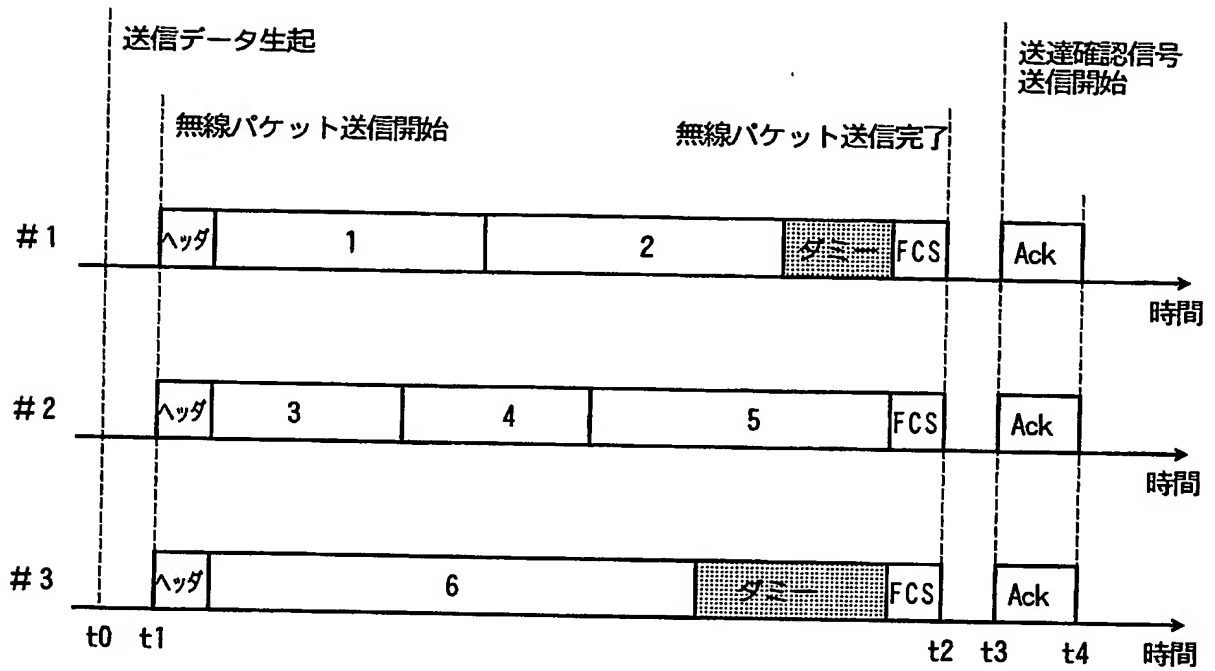 送信データ生起
送達確認信号
送信開始
無線パケット送信開始
無線パケット送信完了
#1
ヘッダ
1
2
ダミー
FCS
Ack
時間
#2
ヘッダ
3
4
5
FCS
Ack
時間
#3
ヘッダ
6
ダミー
FCS
Ack
t0
t1
t2
t3
t4
時間